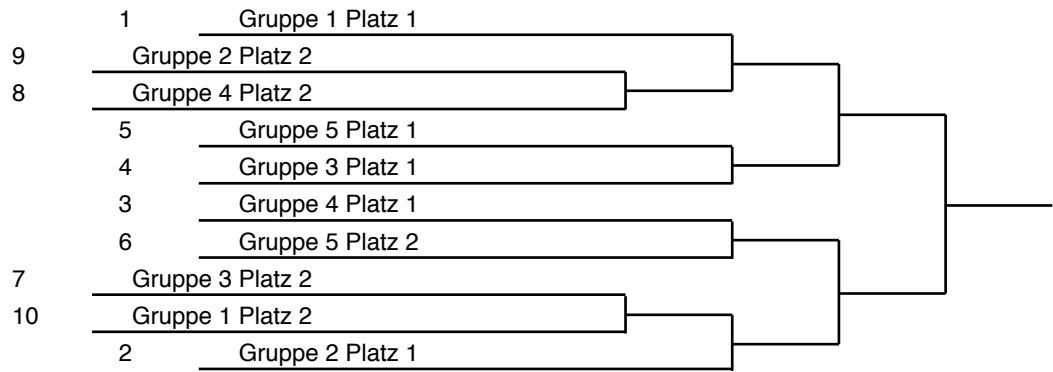 1 Gruppe 1 Platz 1
9 Gruppe 2 Platz 2
8 Gruppe 4 Platz 2
5 Gruppe 5 Platz 1
4 Gruppe 3 Platz 1
3 Gruppe 4 Platz 1
6 Gruppe 5 Platz 2
7 Gruppe 3 Platz 2
10 Gruppe 1 Platz 2
2 Gruppe 2 Platz 1